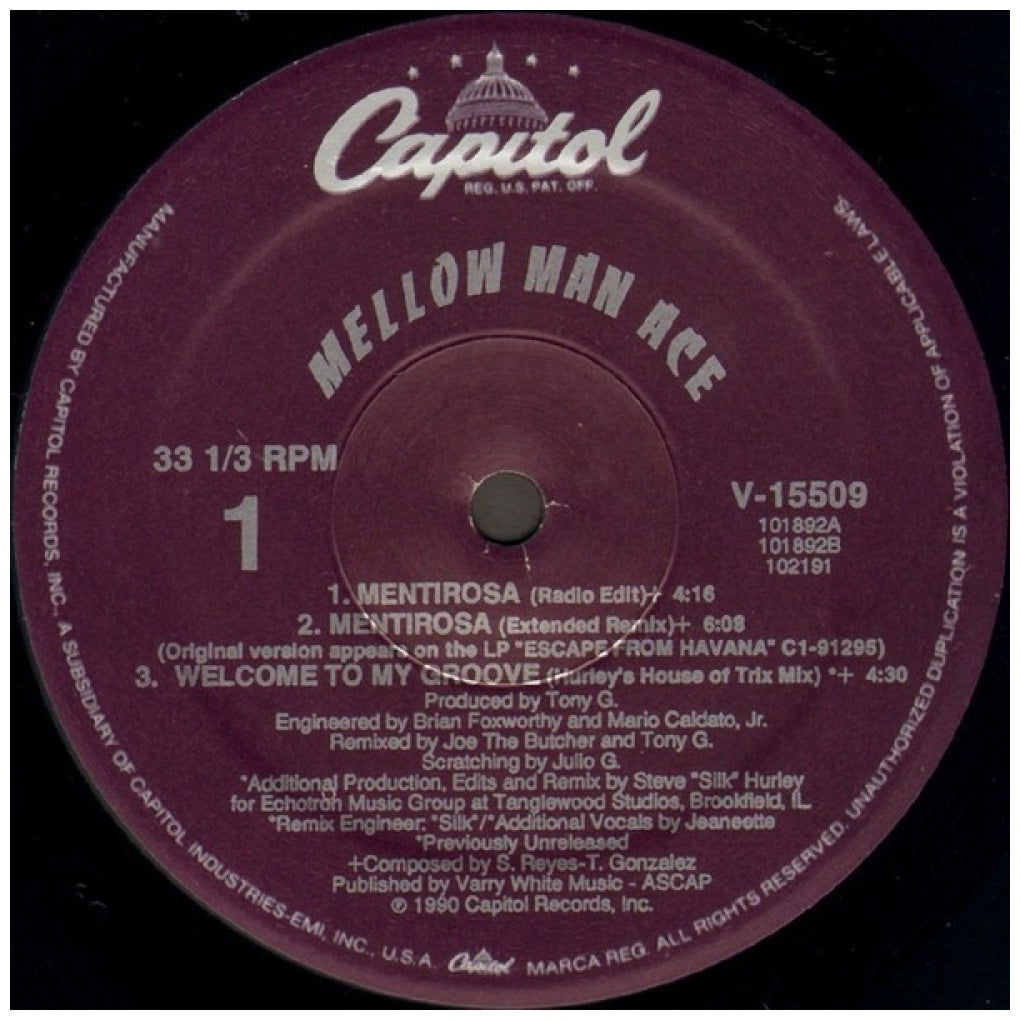 Capitol
REG. U.S. PAT. OFF.
MELLOW MAN ACE
33 1/3 RPM
1
V-15509
101892A
101892B
102191
1. MENTIROSA (Radio Edit)+ 4:16
2. MENTIROSA (Extended Remix)+ 6:08
(Original version appears on the LP "ESCAPE FROM HAVANA" C1-91295)
3. WELCOME TO MY GROOVE (Hurley's House of Trix Mix) *+ 4:30
Produced by Tony G.
Engineered by Brian Foxworthy and Mario Caldato, Jr.
Remixed by Joe The Butcher and Tony G.
Scratching by Julio G.
*Additional Production, Edits and Remix by Steve "Silk" Hurley
for Echotron Music Group at Tanglewood Studios, Brookfield, IL.
*Remix Engineer: "Silk"/*Additional Vocals by Jeaneette
*Previously Unreleased
+Composed by S. Reyes-T. Gonzalez
Published by Varry White Music - ASCAP
℗ 1990 Capitol Records, Inc.
MANUFACTURED BY CAPITOL RECORDS, INC., A SUBSIDIARY OF CAPITOL INDUSTRIES-EMI, INC., U.S.A. Capitol MARCA REG. ALL RIGHTS RESERVED. UNAUTHORIZED DUPLICATION IS A VIOLATION OF APPLICABLE LAWS.